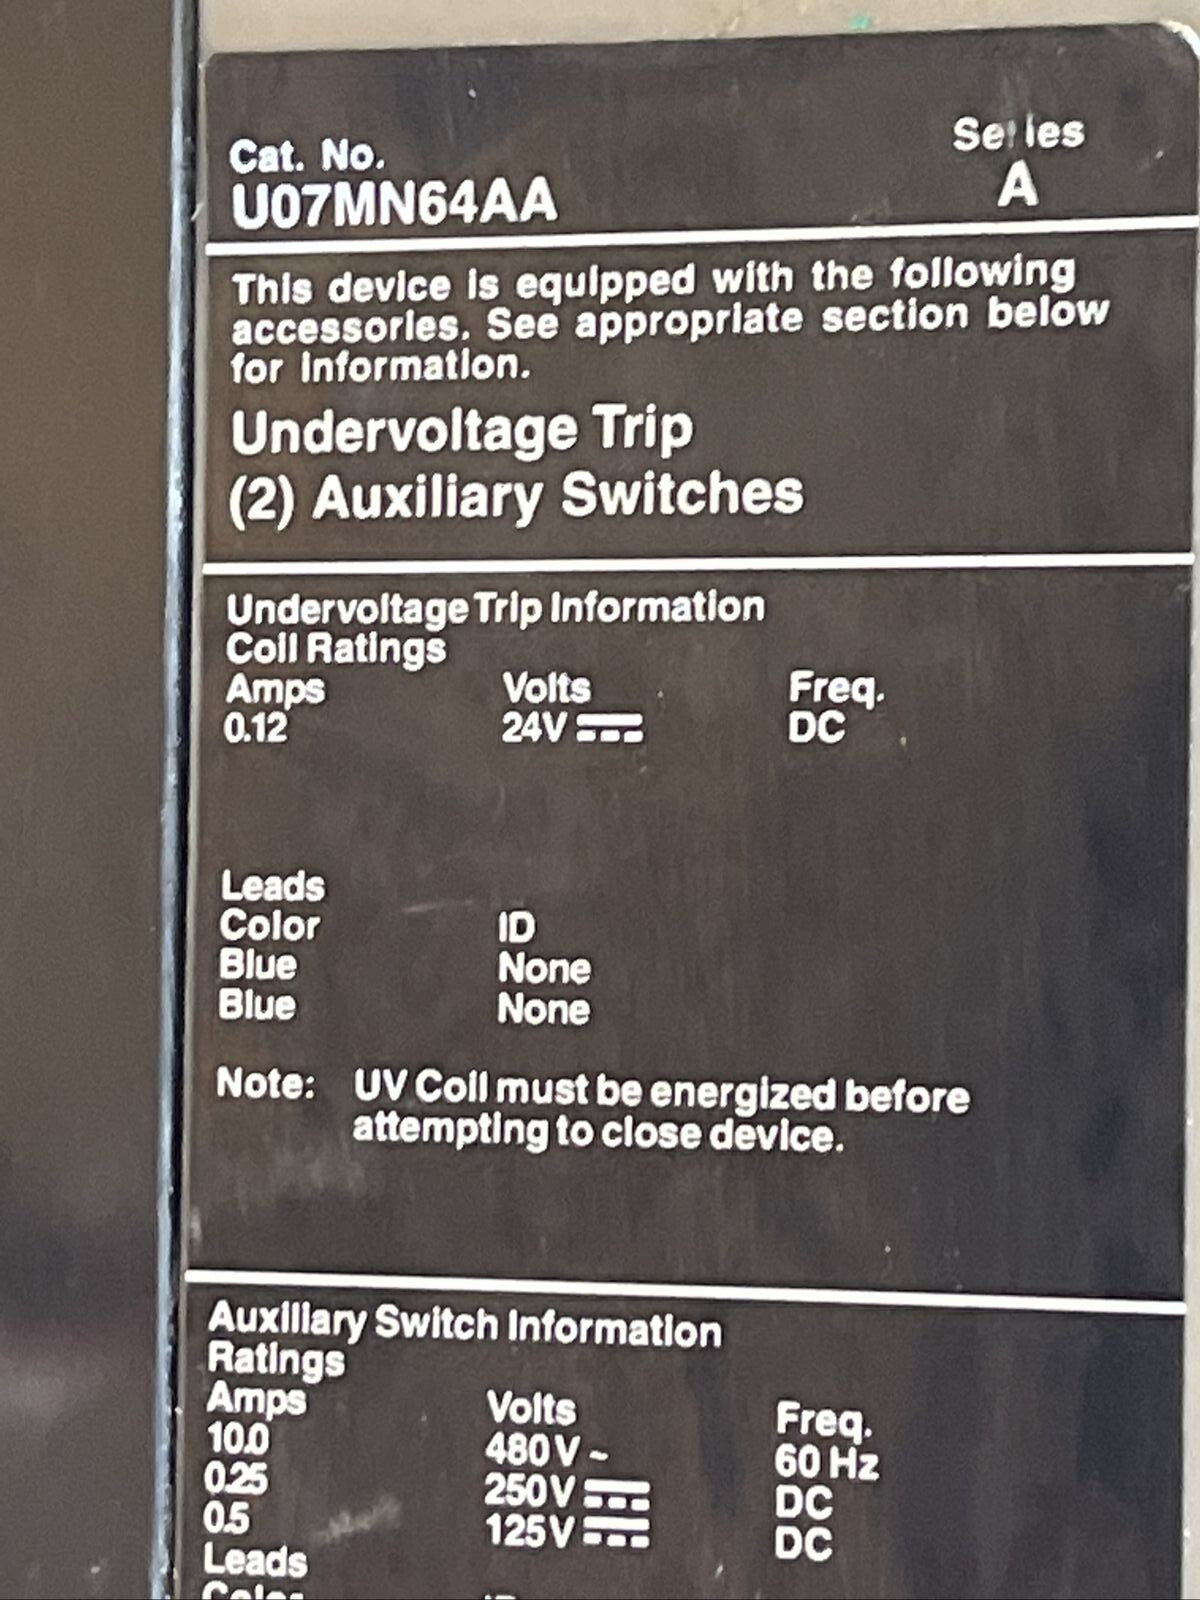 Cat. No.
U07MN64AA
Series
A
This device is equipped with the following
accessories. See appropriate section below
for information.
Undervoltage Trip
(2) Auxiliary Switches
Undervoltage Trip Information
Coil Ratings
Amps Volts Freq.
0.12 24V ⎓ DC
Leads
Color ID
Blue None
Blue None
Note: UV Coil must be energized before
attempting to close device.
Auxiliary Switch Information
Ratings
Amps Volts Freq.
10.0 480V ~ 60 Hz
0.25 250V ⎓ DC
0.5 125V ⎓ DC
Leads
Color ID